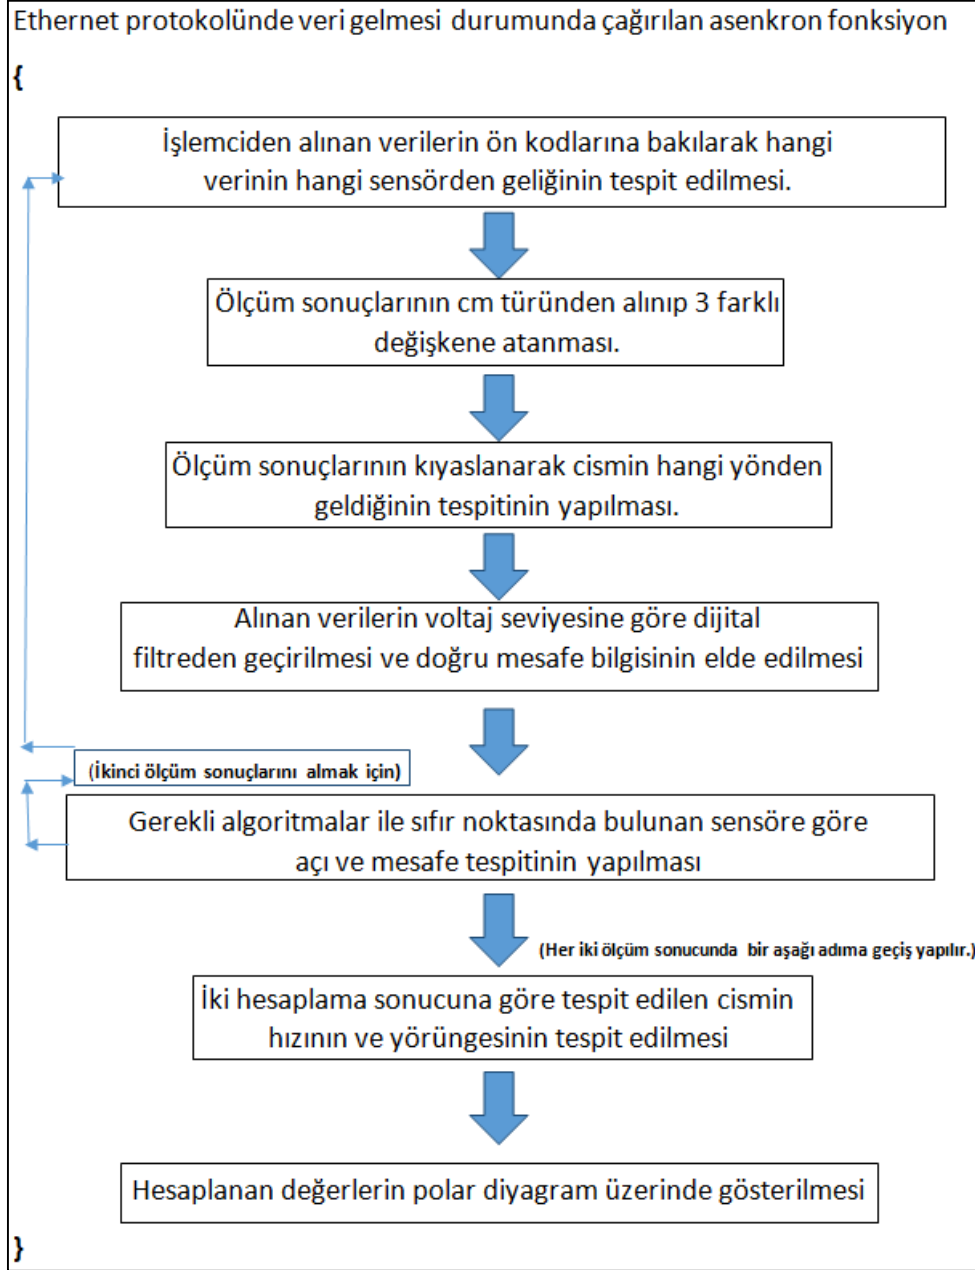 Ethernet protokolünde veri gelmesi durumunda çağırılan asenkron fonksiyon
{
İşlemciden alınan verilerin ön kodlarına bakılarak hangi
verinin hangi sensörden geliğinin tespit edilmesi.
Ölçüm sonuçlarının cm türünden alınıp 3 farklı
değişkene atanması.
Ölçüm sonuçlarının kıyaslanarak cismin hangi yönden
geldiğinin tespitinin yapılması.
Alınan verilerin voltaj seviyesine göre dijital
filtreden geçirilmesi ve doğru mesafe bilgisinin elde edilmesi
(İkinci ölçüm sonuçlarını almak için)
Gerekli algoritmalar ile sıfır noktasında bulunan sensöre göre
açı ve mesafe tespitinin yapılması
(Her iki ölçüm sonucunda bir aşağı adıma geçiş yapılır.)
İki hesaplama sonucuna göre tespit edilen cismin
hızının ve yörüngesinin tespit edilmesi
Hesaplanan değerlerin polar diyagram üzerinde gösterilmesi
}